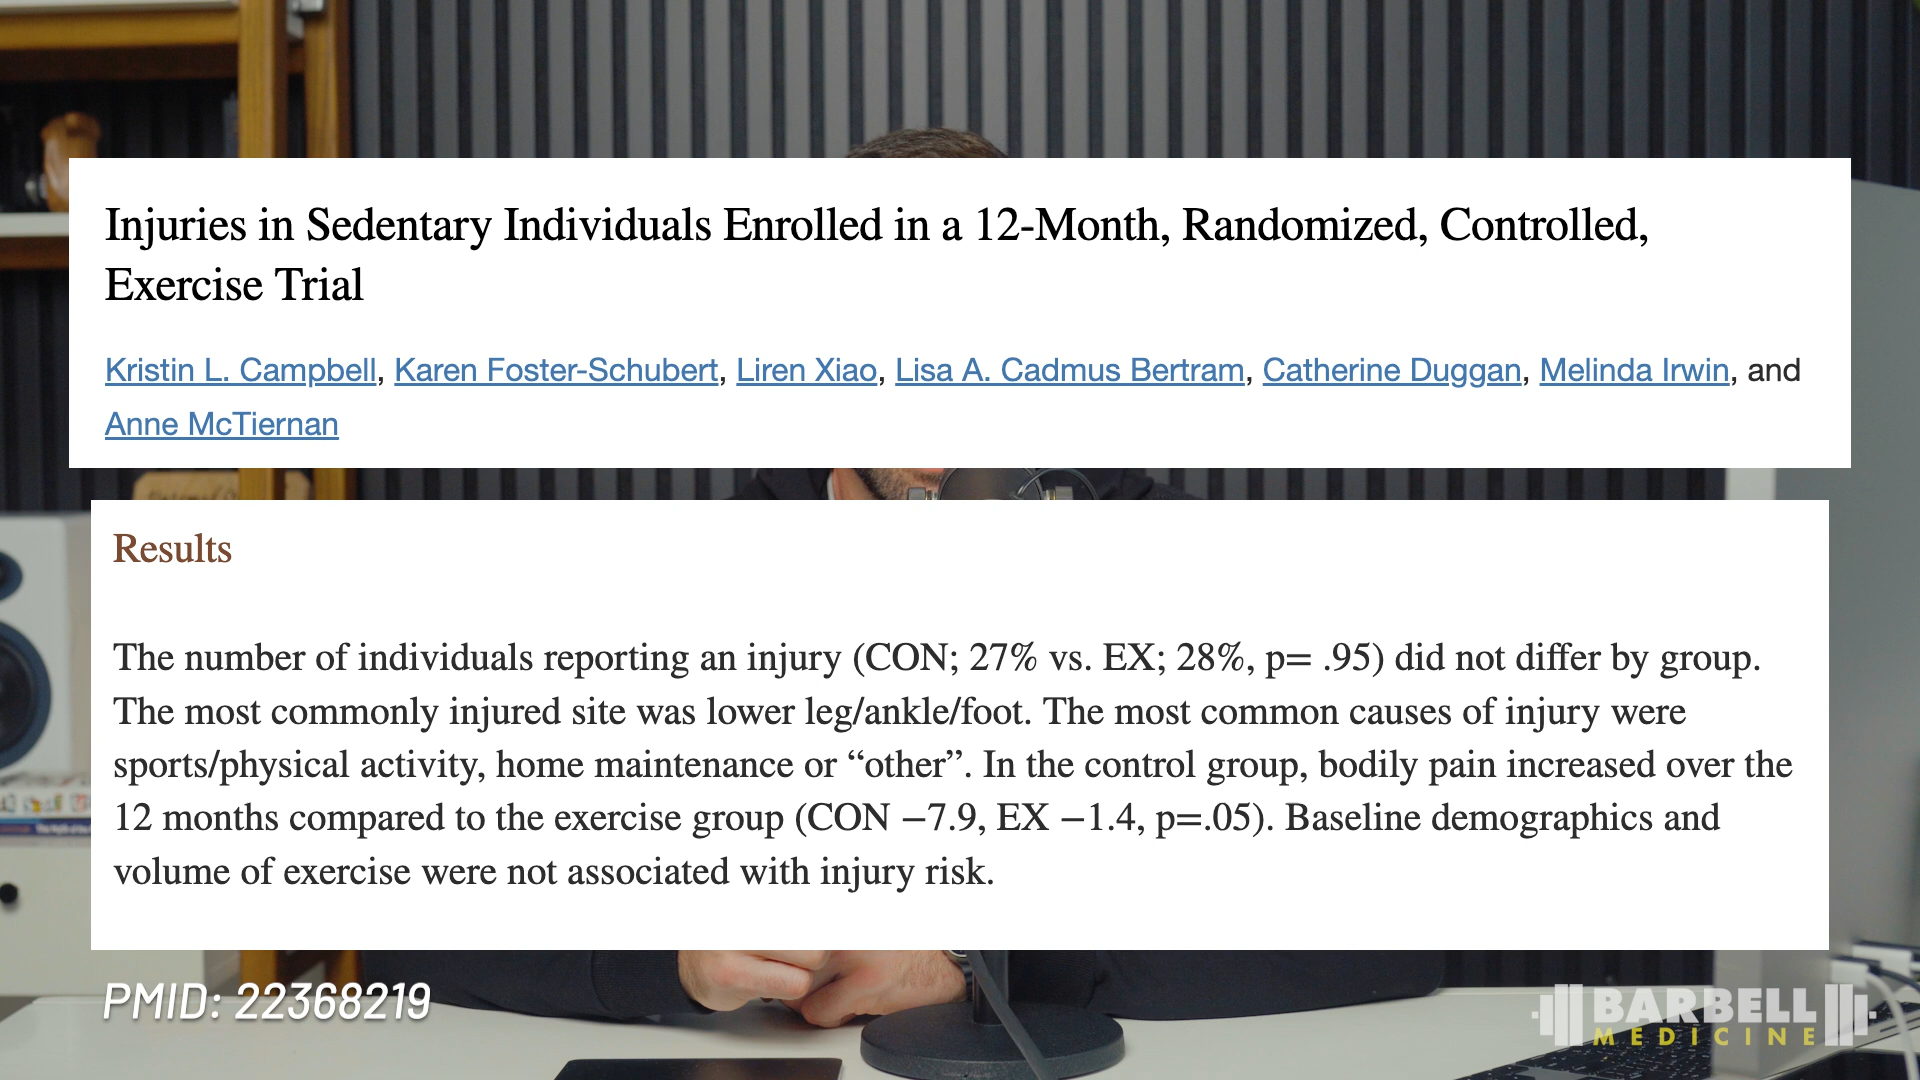 Injuries in Sedentary Individuals Enrolled in a 12-Month, Randomized, Controlled,
Exercise Trial
Kristin L. Campbell, Karen Foster-Schubert, Liren Xiao, Lisa A. Cadmus Bertram, Catherine Duggan, Melinda Irwin, and
Anne McTiernan
Results
The number of individuals reporting an injury (CON; 27% vs. EX; 28%, p= .95) did not differ by group.
The most commonly injured site was lower leg/ankle/foot. The most common causes of injury were
sports/physical activity, home maintenance or “other”. In the control group, bodily pain increased over the
12 months compared to the exercise group (CON −7.9, EX −1.4, p=.05). Baseline demographics and
volume of exercise were not associated with injury risk.
PMID: 22368219
BARBELL
MEDICINE